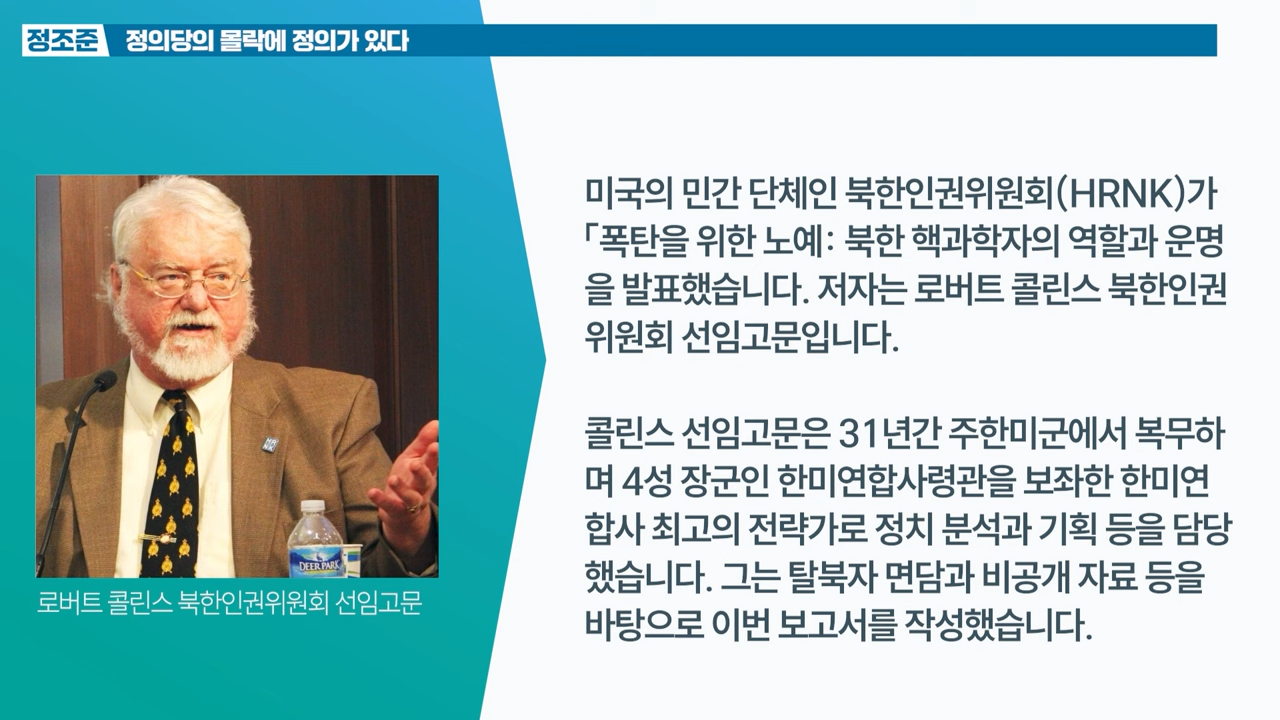 정조준
정의당의 몰락에 정의가 있다
미국의 민간 단체인 북한인권위원회(HRNK)가
「폭탄을 위한 노예: 북한 핵과학자의 역할과 운명
을 발표했습니다. 저자는 로버트 콜린스 북한인권
위원회 선임고문입니다.
콜린스 선임고문은 31년간 주한미군에서 복무하
며 4성 장군인 한미연합사령관을 보좌한 한미연
합사 최고의 전략가로 정치 분석과 기획 등을 담당
했습니다. 그는 탈북자 면담과 비공개 자료 등을
바탕으로 이번 보고서를 작성했습니다.
HR
NK
DEER PARK
로버트 콜린스 북한인권위원회 선임고문